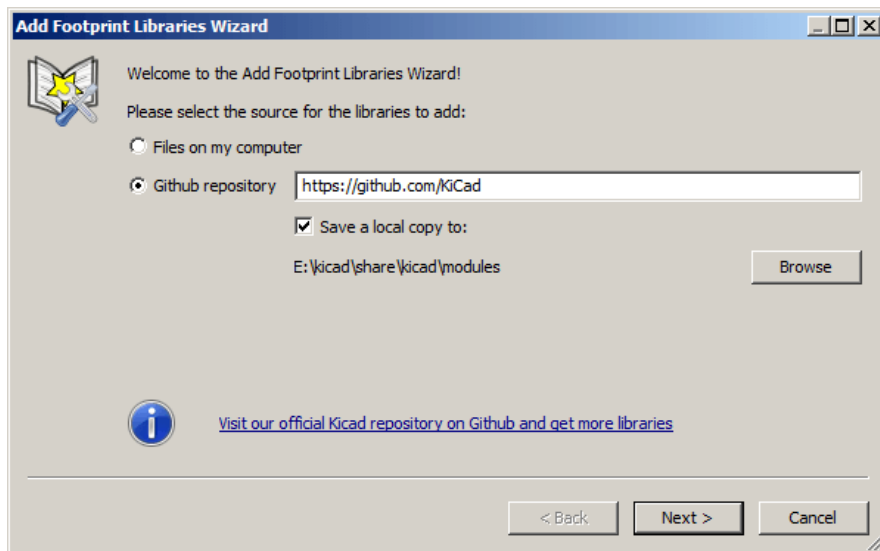 Add Footprint Libraries Wizard
Welcome to the Add Footprint Libraries Wizard!
Please select the source for the libraries to add:
Files on my computer
Github repository https://github.com/KiCad
Save a local copy to:
E:\kicad\share\kicad\modules Browse
Visit our official Kicad repository on Github and get more libraries
< Back Next > Cancel